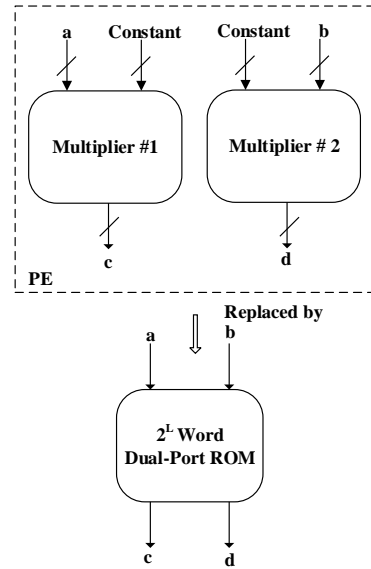 a Constant Constant b
Multiplier #1 Multiplier # 2
c d
PE
Replaced by
a b
2^L Word
Dual-Port ROM
c d